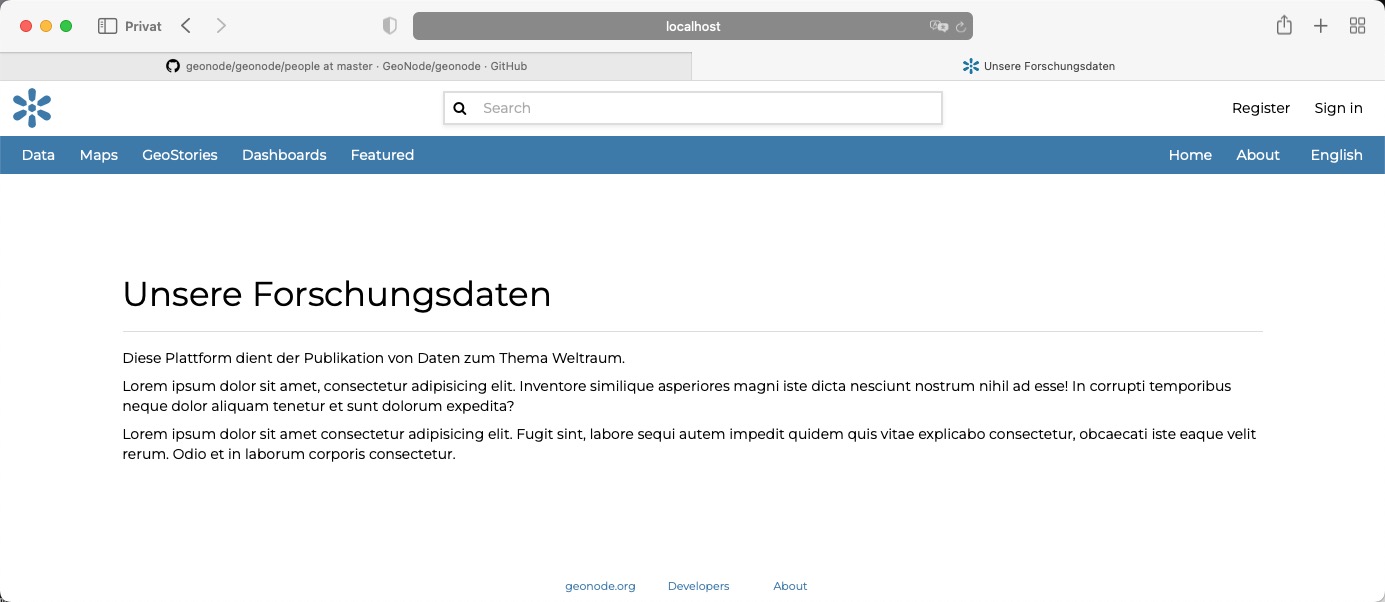 Privat
localhost
geonode/geonode/people at master · GeoNode/geonode · GitHub
Unsere Forschungsdaten
Search
Register Sign in
Data Maps GeoStories Dashboards Featured Home About English
Unsere Forschungsdaten
Diese Plattform dient der Publikation von Daten zum Thema Weltraum.
Lorem ipsum dolor sit amet, consectetur adipisicing elit. Inventore similique asperiores magni iste dicta nesciunt nostrum nihil ad esse! In corrupti temporibus
neque dolor aliquam tenetur et sunt dolorum expedita?
Lorem ipsum dolor sit amet consectetur adipisicing elit. Fugit sint, labore sequi autem impedit quidem quis vitae explicabo consectetur, obcaecati iste eaque velit
rerum. Odio et in laborum corporis consectetur.
geonode.org Developers About